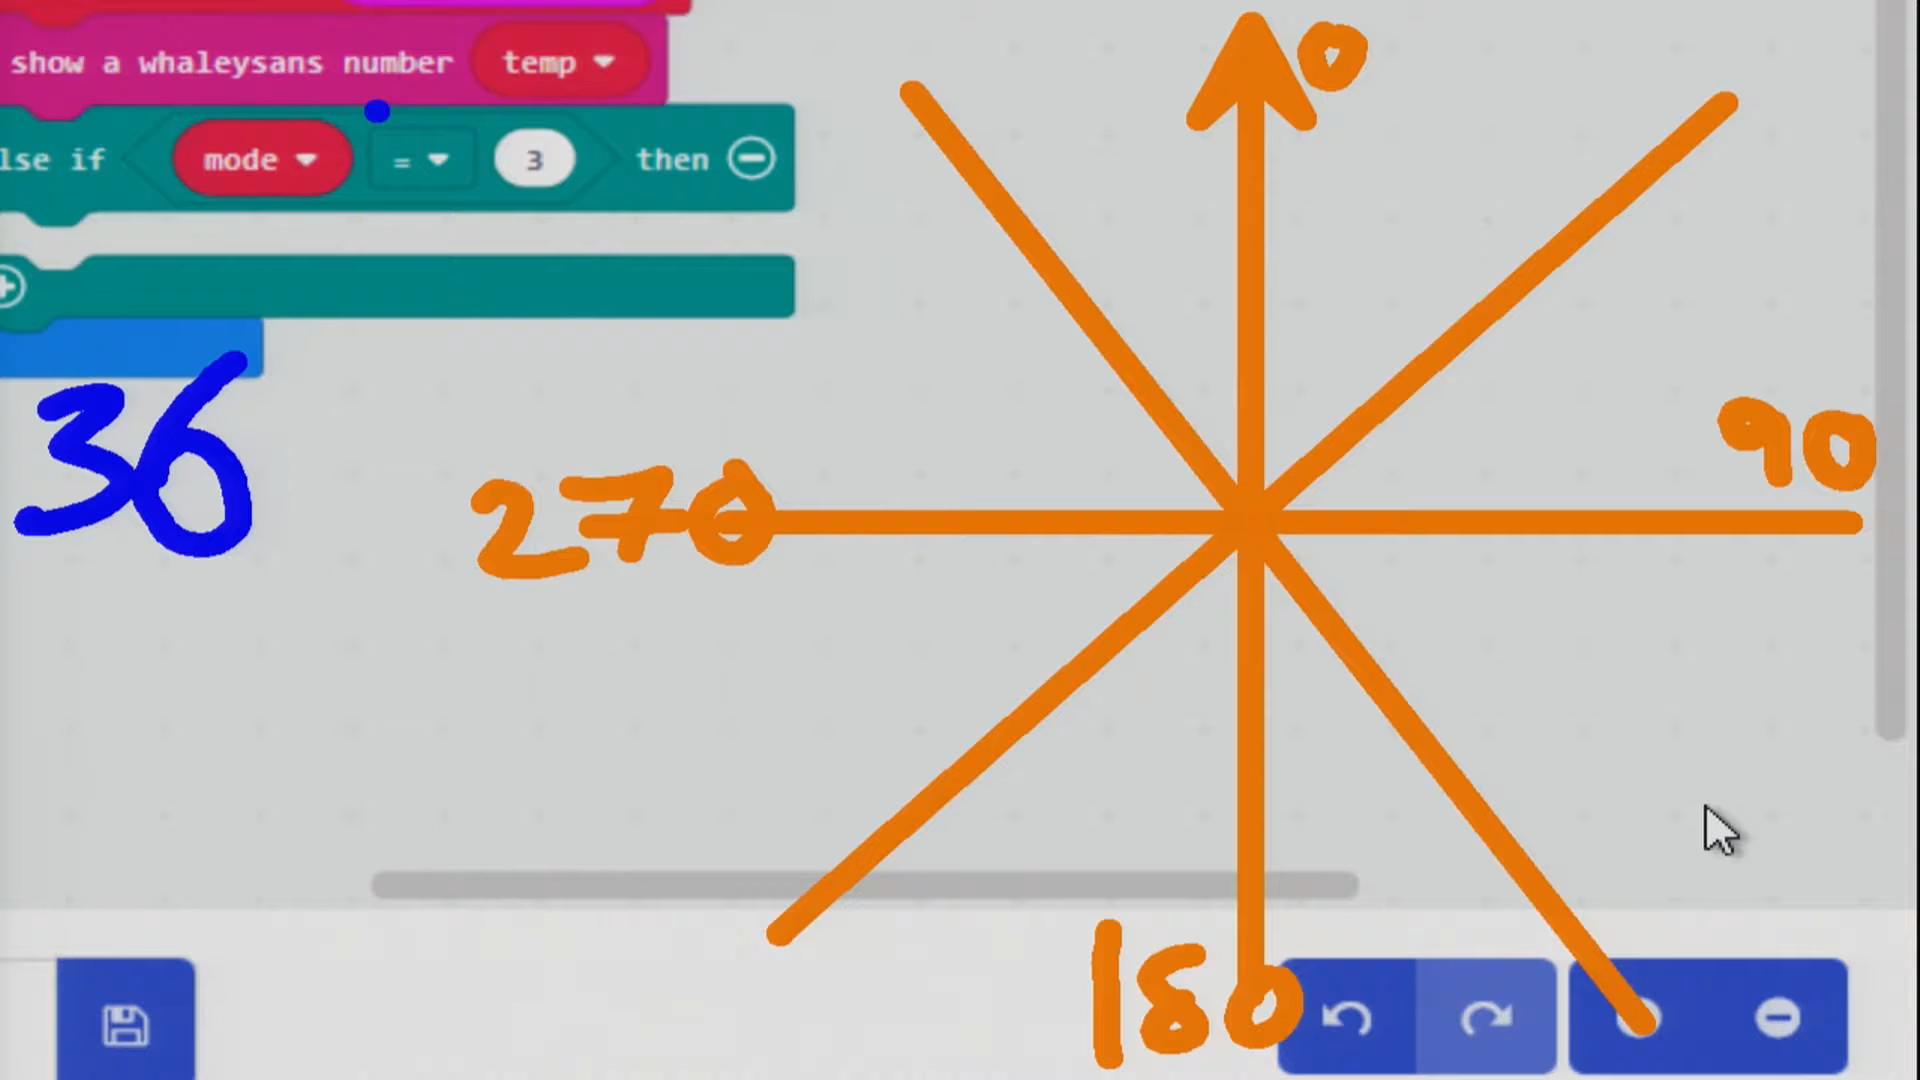 show a whaleysans number temp
lse if mode = 3 then
0
36
90
270
180